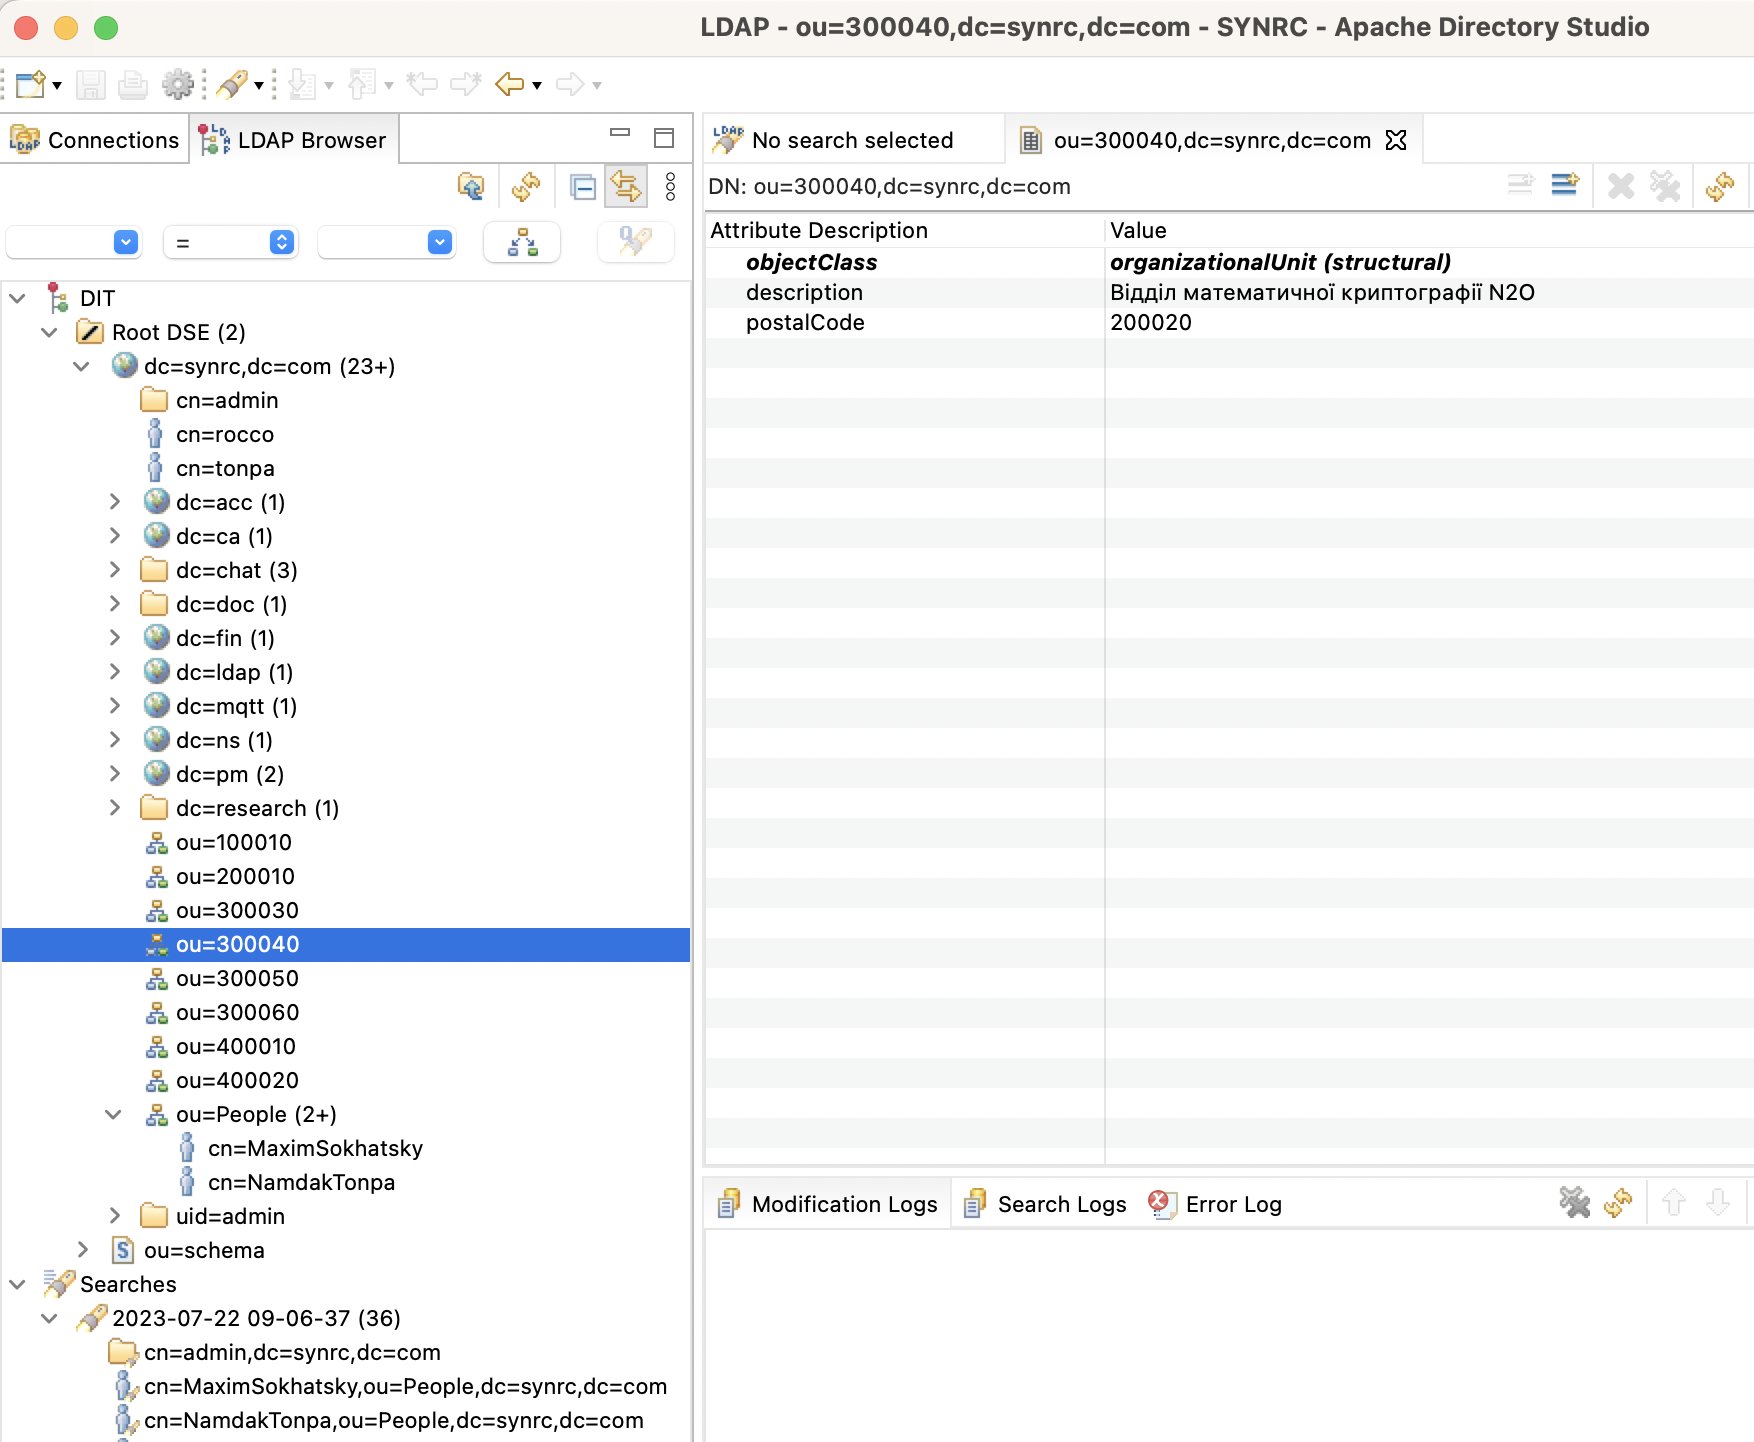 LDAP - ou=300040,dc=synrc,dc=com - SYNRC - Apache Directory Studio
Connections
LDAP Browser
=
DIT
Root DSE (2)
dc=synrc,dc=com (23+)
cn=admin
cn=rocco
cn=tonpa
dc=acc (1)
dc=ca (1)
dc=chat (3)
dc=doc (1)
dc=fin (1)
dc=ldap (1)
dc=mqtt (1)
dc=ns (1)
dc=pm (2)
dc=research (1)
ou=100010
ou=200010
ou=300030
ou=300040
ou=300050
ou=300060
ou=400010
ou=400020
ou=People (2+)
cn=MaximSokhatsky
cn=NamdakTonpa
uid=admin
ou=schema
Searches
2023-07-22 09-06-37 (36)
cn=admin,dc=synrc,dc=com
cn=MaximSokhatsky,ou=People,dc=synrc,dc=com
cn=NamdakTonpa,ou=People,dc=synrc,dc=com
No search selected
ou=300040,dc=synrc,dc=com
DN: ou=300040,dc=synrc,dc=com
Attribute Description Value
objectClass organizationalUnit (structural)
description Відділ математичної криптографії N2O
postalCode 200020
Modification Logs
Search Logs
Error Log